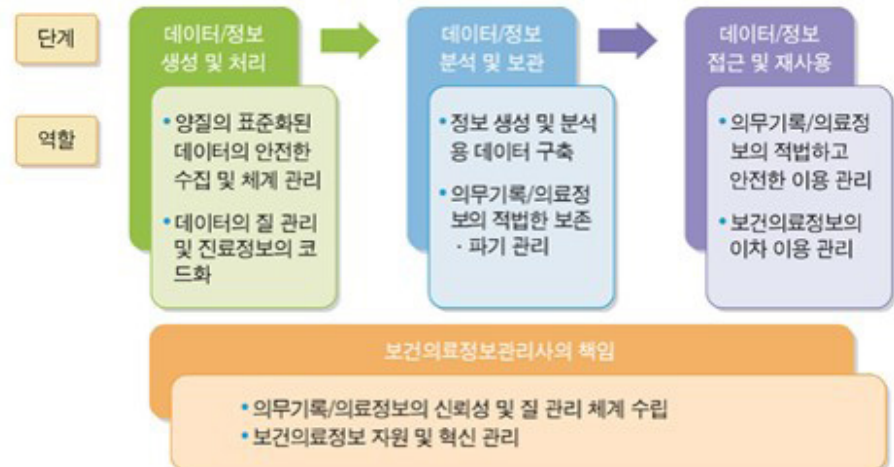 단계
데이터/정보
생성 및 처리
데이터/정보
분석 및 보관
데이터/정보
접근 및 재사용
역할
• 양질의 표준화된
데이터의 안전한
수집 및 체계 관리
• 데이터의 질 관리
및 진료정보의 코
드화
• 정보 생성 및 분석
용 데이터 구축
• 의무기록/의료정
보의 적법한 보존
· 파기 관리
• 의무기록/의료정
보의 적법하고
안전한 이용 관리
• 보건의료정보의
이차 이용 관리
보건의료정보관리사의 책임
• 의무기록/의료정보의 신뢰성 및 질 관리 체계 수립
• 보건의료정보 자원 및 혁신 관리